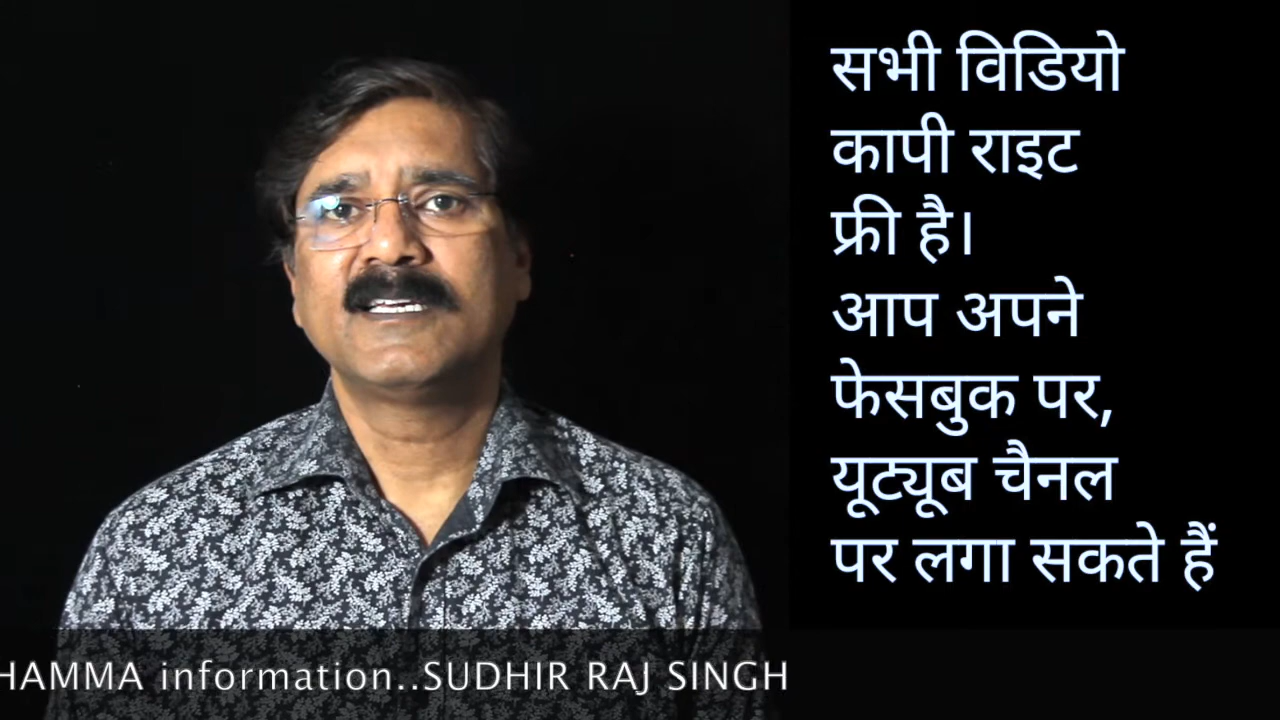 सभी विडियो
कापी राइट
फ्री है।
आप अपने
फेसबुक पर,
यूट्यूब चैनल
पर लगा सकते हैं
HAMMA information..SUDHIR RAJ SINGH